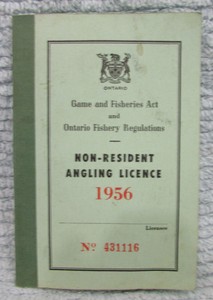 ONTARIO
Game and Fisheries Act
and
Ontario Fishery Regulations
NON-RESIDENT
ANGLING LICENCE
1956
Licensee
Nº 431116